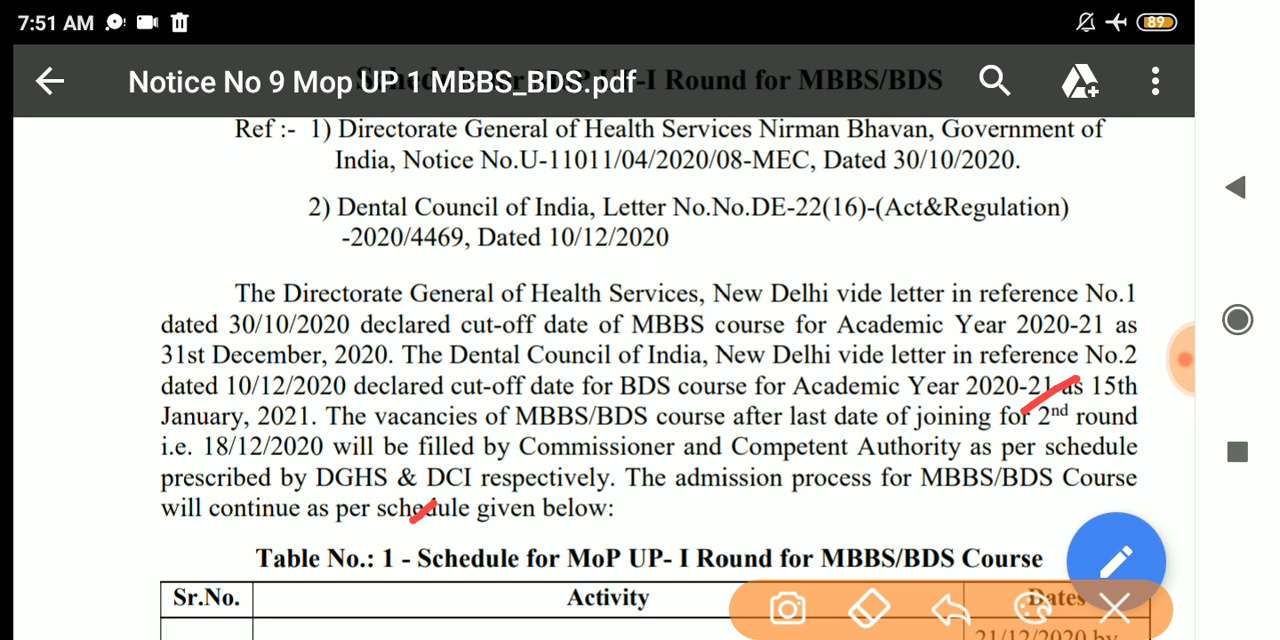 7:51 AM
89
Notice No 9 Mop UP 1 MBBS_BDS.pdf
Schedule for MoP UP-I Round for MBBS/BDS
Ref :- 1) Directorate General of Health Services Nirman Bhavan, Government of
India, Notice No.U-11011/04/2020/08-MEC, Dated 30/10/2020.
2) Dental Council of India, Letter No.No.DE-22(16)-(Act&Regulation)
-2020/4469, Dated 10/12/2020
The Directorate General of Health Services, New Delhi vide letter in reference No.1
dated 30/10/2020 declared cut-off date of MBBS course for Academic Year 2020-21 as
31st December, 2020. The Dental Council of India, New Delhi vide letter in reference No.2
dated 10/12/2020 declared cut-off date for BDS course for Academic Year 2020-21 as 15th
January, 2021. The vacancies of MBBS/BDS course after last date of joining for 2nd round
i.e. 18/12/2020 will be filled by Commissioner and Competent Authority as per schedule
prescribed by DGHS & DCI respectively. The admission process for MBBS/BDS Course
will continue as per schedule given below:
Table No.: 1 - Schedule for MoP UP- I Round for MBBS/BDS Course
Sr.No. Activity Dates
21/12/2020 by